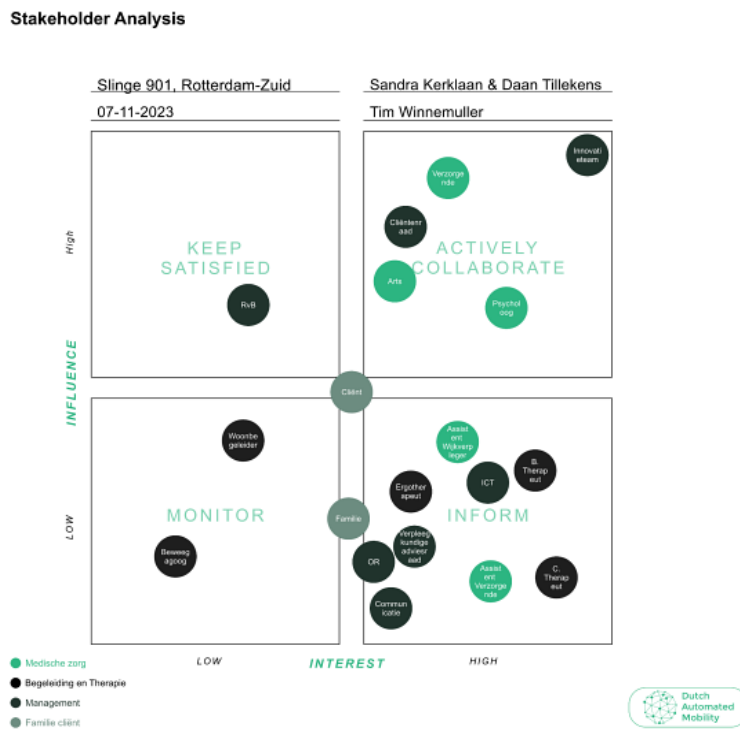 Stakeholder Analysis
Slinge 901, Rotterdam-Zuid
Sandra Kerklaan & Daan Tillekens
07-11-2023
Tim Winnemuller
Innovati
eteam
Verzorge
nde
Cliëntenr
aad
High
KEEP
SATISFIED
ACTIVELY
COLLABORATE
Arts
RvB
Psychol
oog
INFLUENCE
Cliënt
Woonbe
geleider
Assist
ent
Wijkverp
leger
B.
Therap
eut
ICT
Ergother
apeut
LOW
MONITOR
Familie
INFORM
Verpleeg
kundige
adviesr
aad
Beweeg
agoog
OR
Assist
ent
Verzorge
nde
C.
Therap
eut
Commun
icatie
LOW
INTEREST
HIGH
Medische zorg
Begeleiding en Therapie
Management
Familie cliënt
Dutch
Automated
Mobility